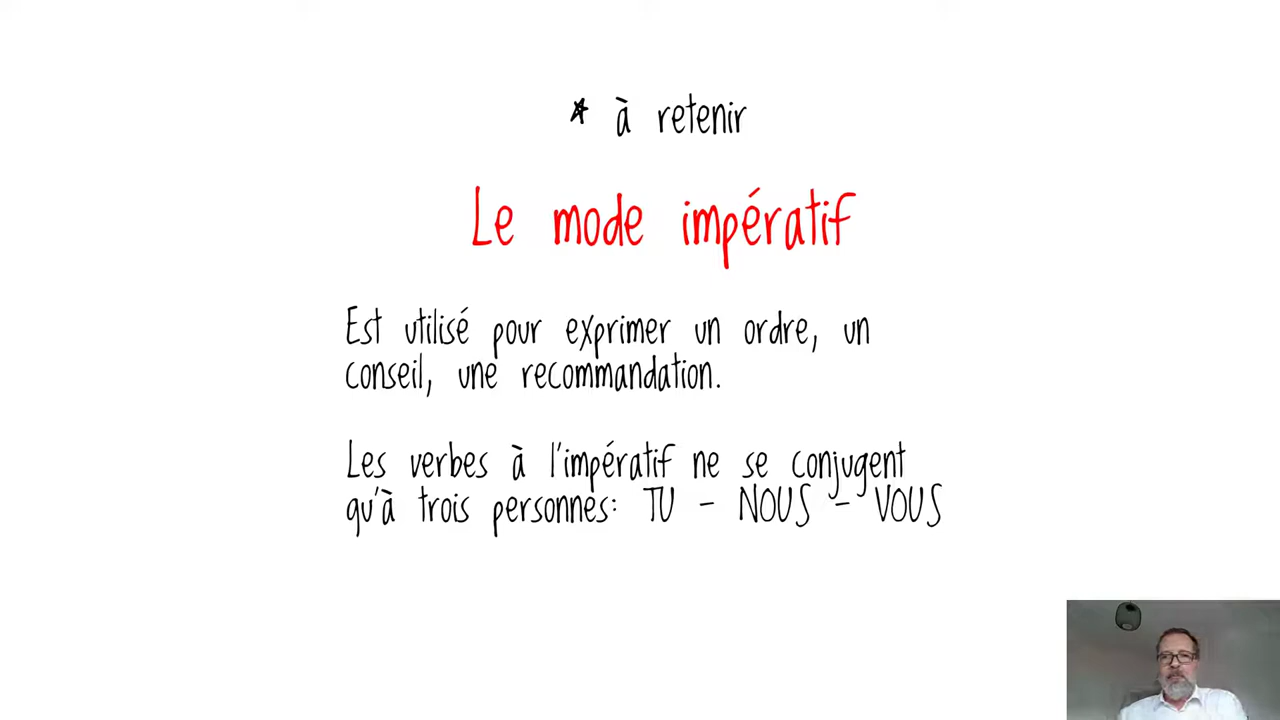 * à retenir
Le mode impératif
Est utilisé pour exprimer un ordre, un
conseil, une recommandation.
Les verbes à l'impératif ne se conjugent
qu'à trois personnes: TU - NOUS - VOUS